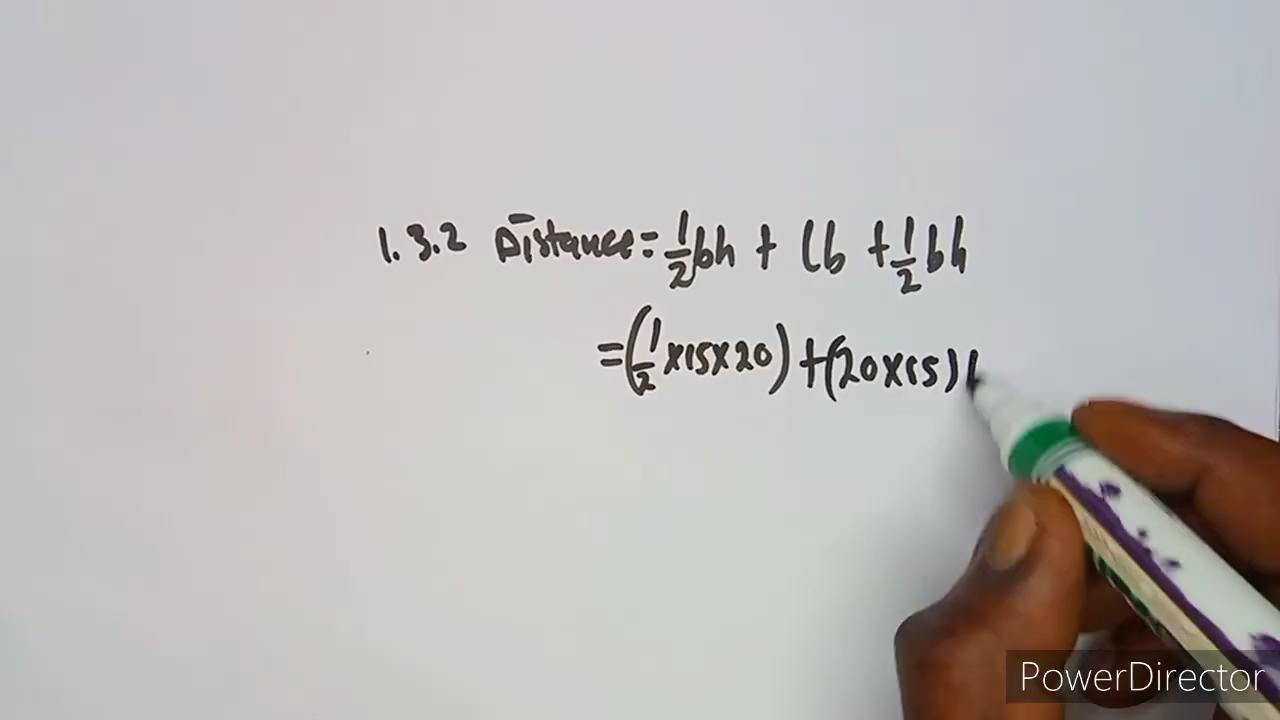 1.3.2 Distance = 1/2 bh + lb + 1/2 bh
= (1/2 × 15 × 20) + (20 × 15)
PowerDirector